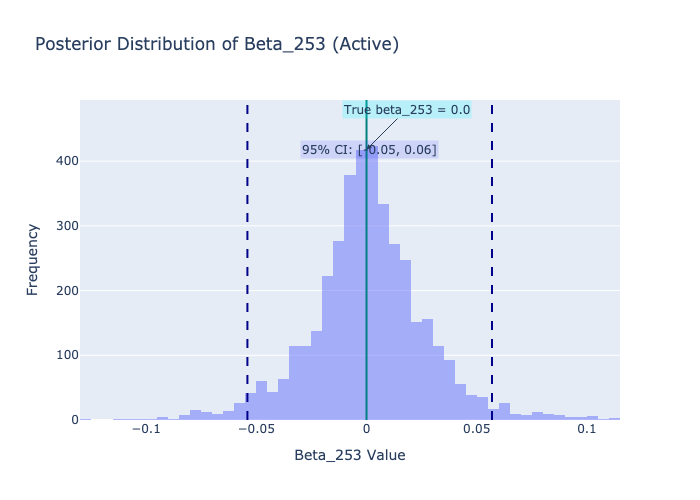 Posterior Distribution of Beta_253 (Active)
True beta_253 = 0.0
95% CI: [-0.05, 0.06]
400
300
200
100
0
Frequency
−0.1
−0.05
0
0.05
0.1
Beta_253 Value